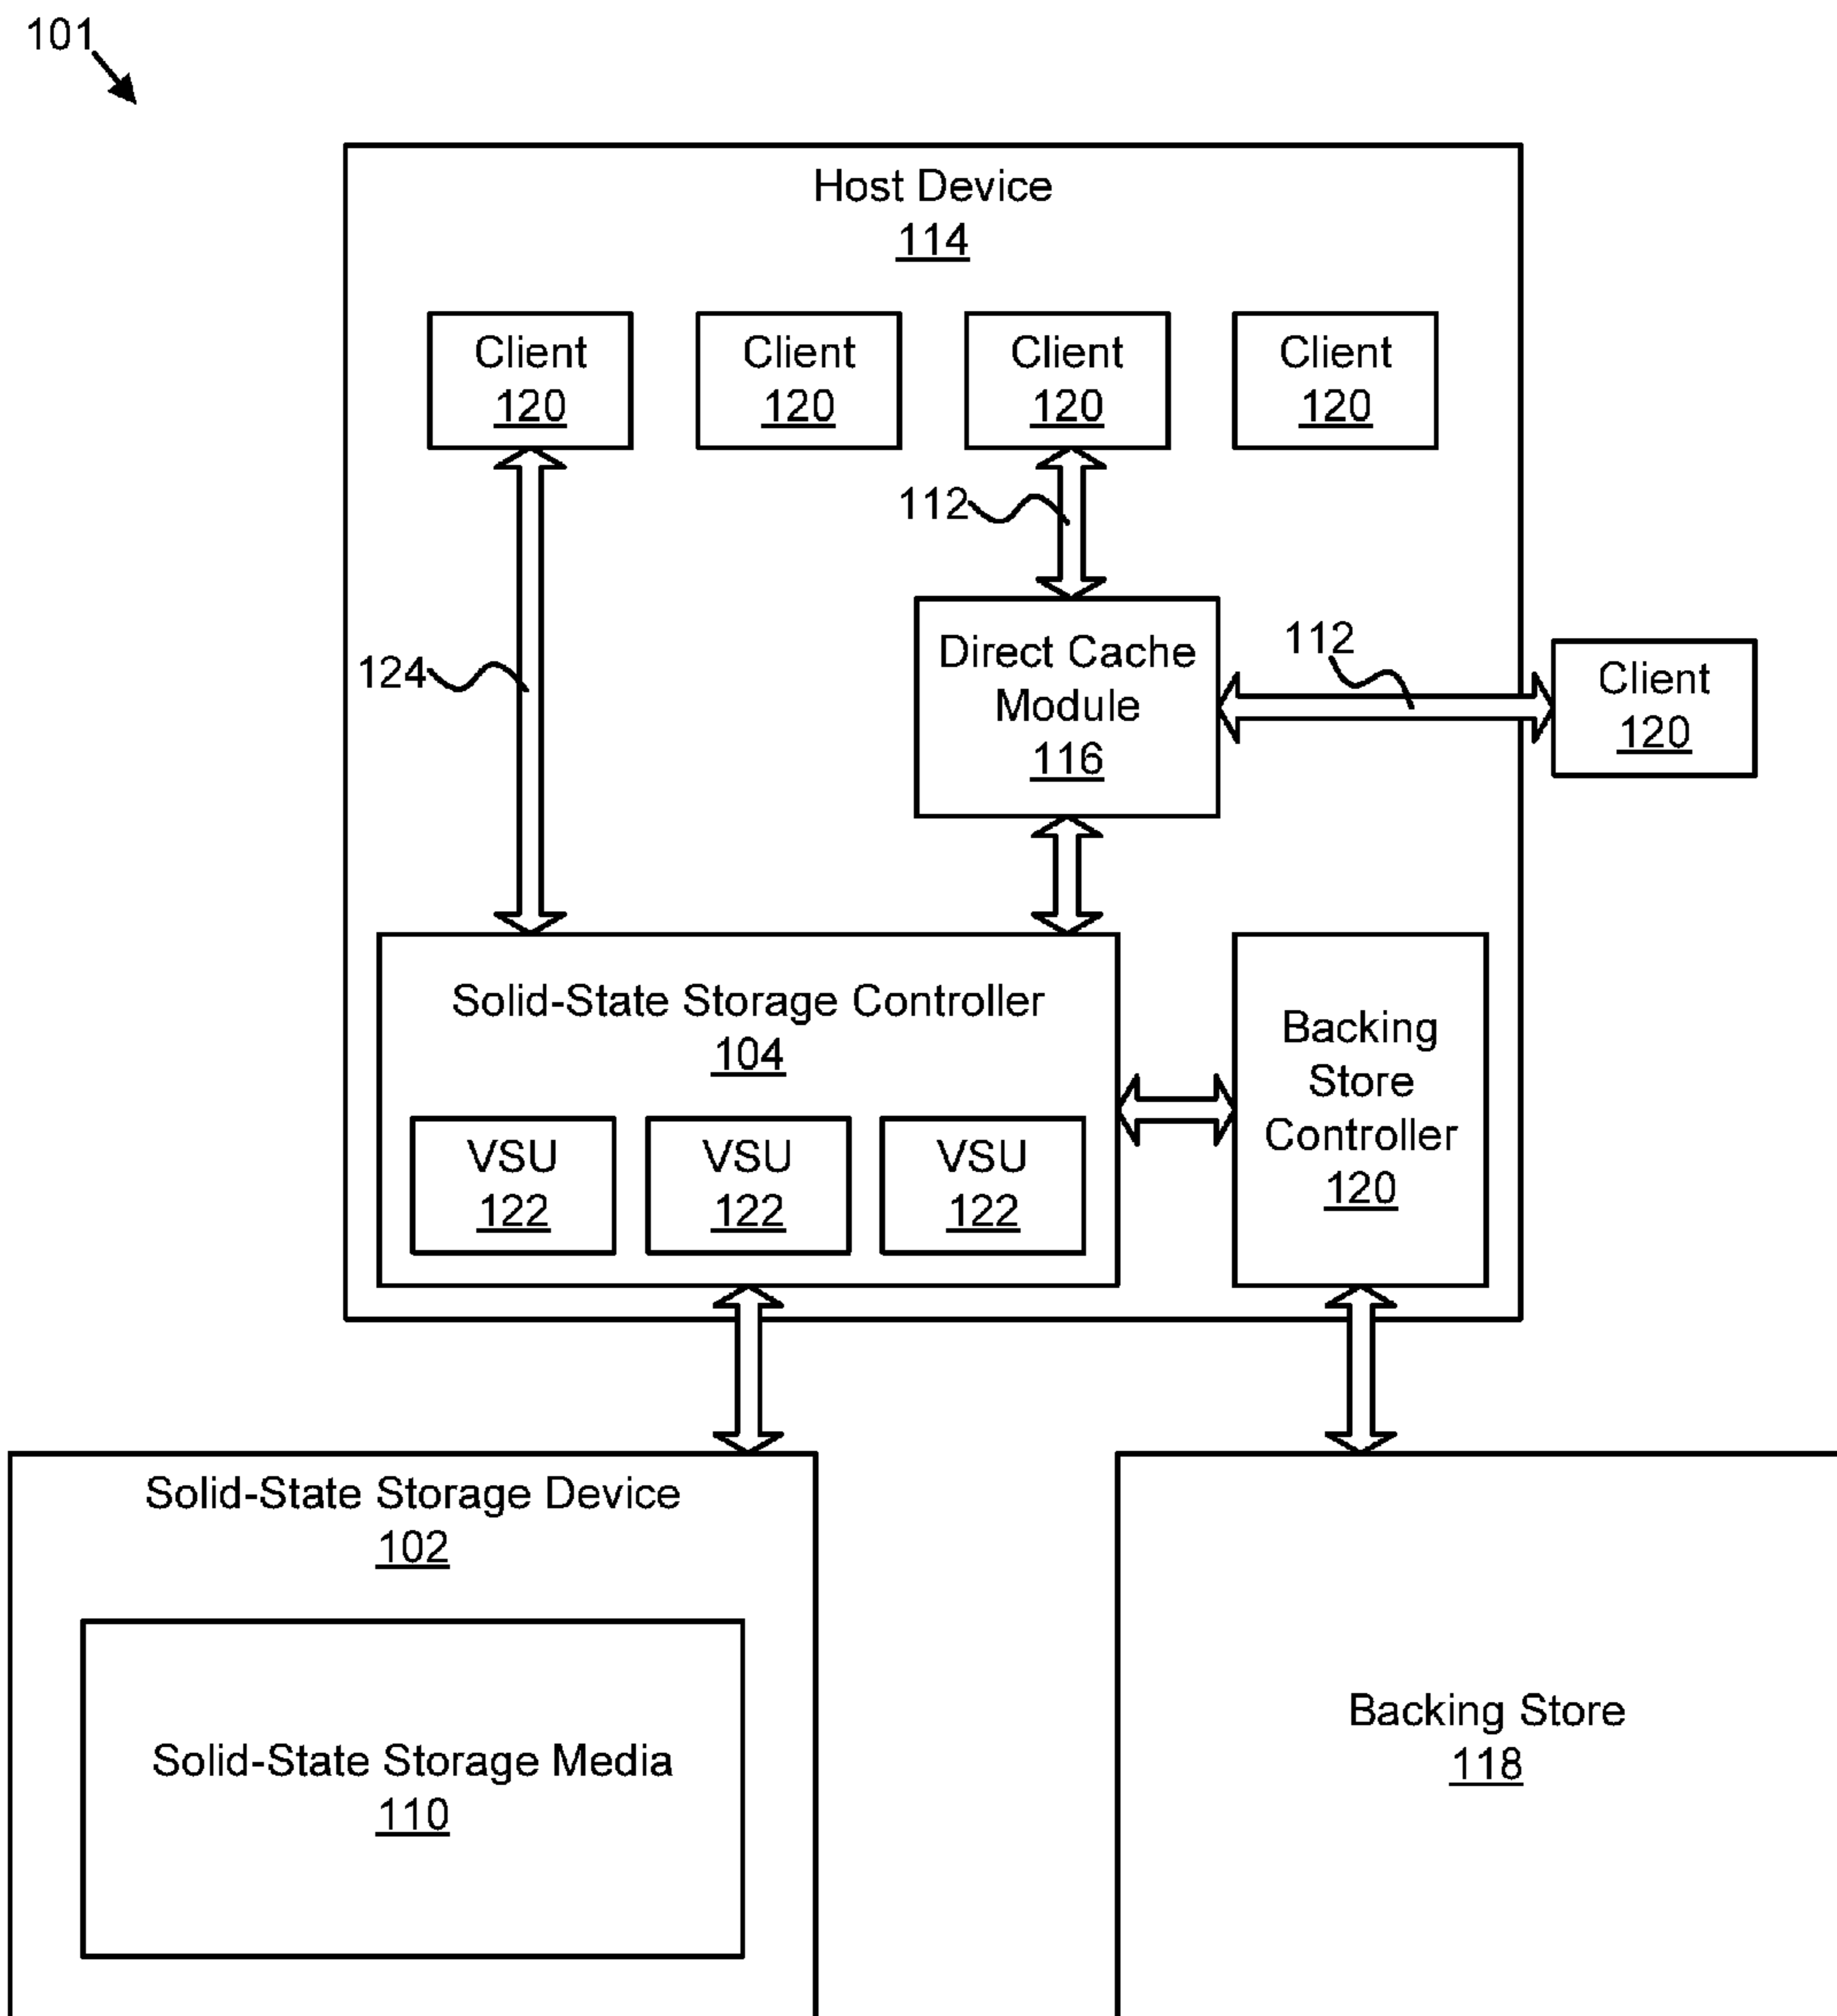 101
Host Device
114
Client
120
Client
120
Client
120
Client
120
112
124
Direct Cache
Module
116
112
Client
120
Solid-State Storage Controller
104
VSU
122
VSU
122
VSU
122
Backing
Store
Controller
120
Solid-State Storage Device
102
Solid-State Storage Media
110
Backing Store
118